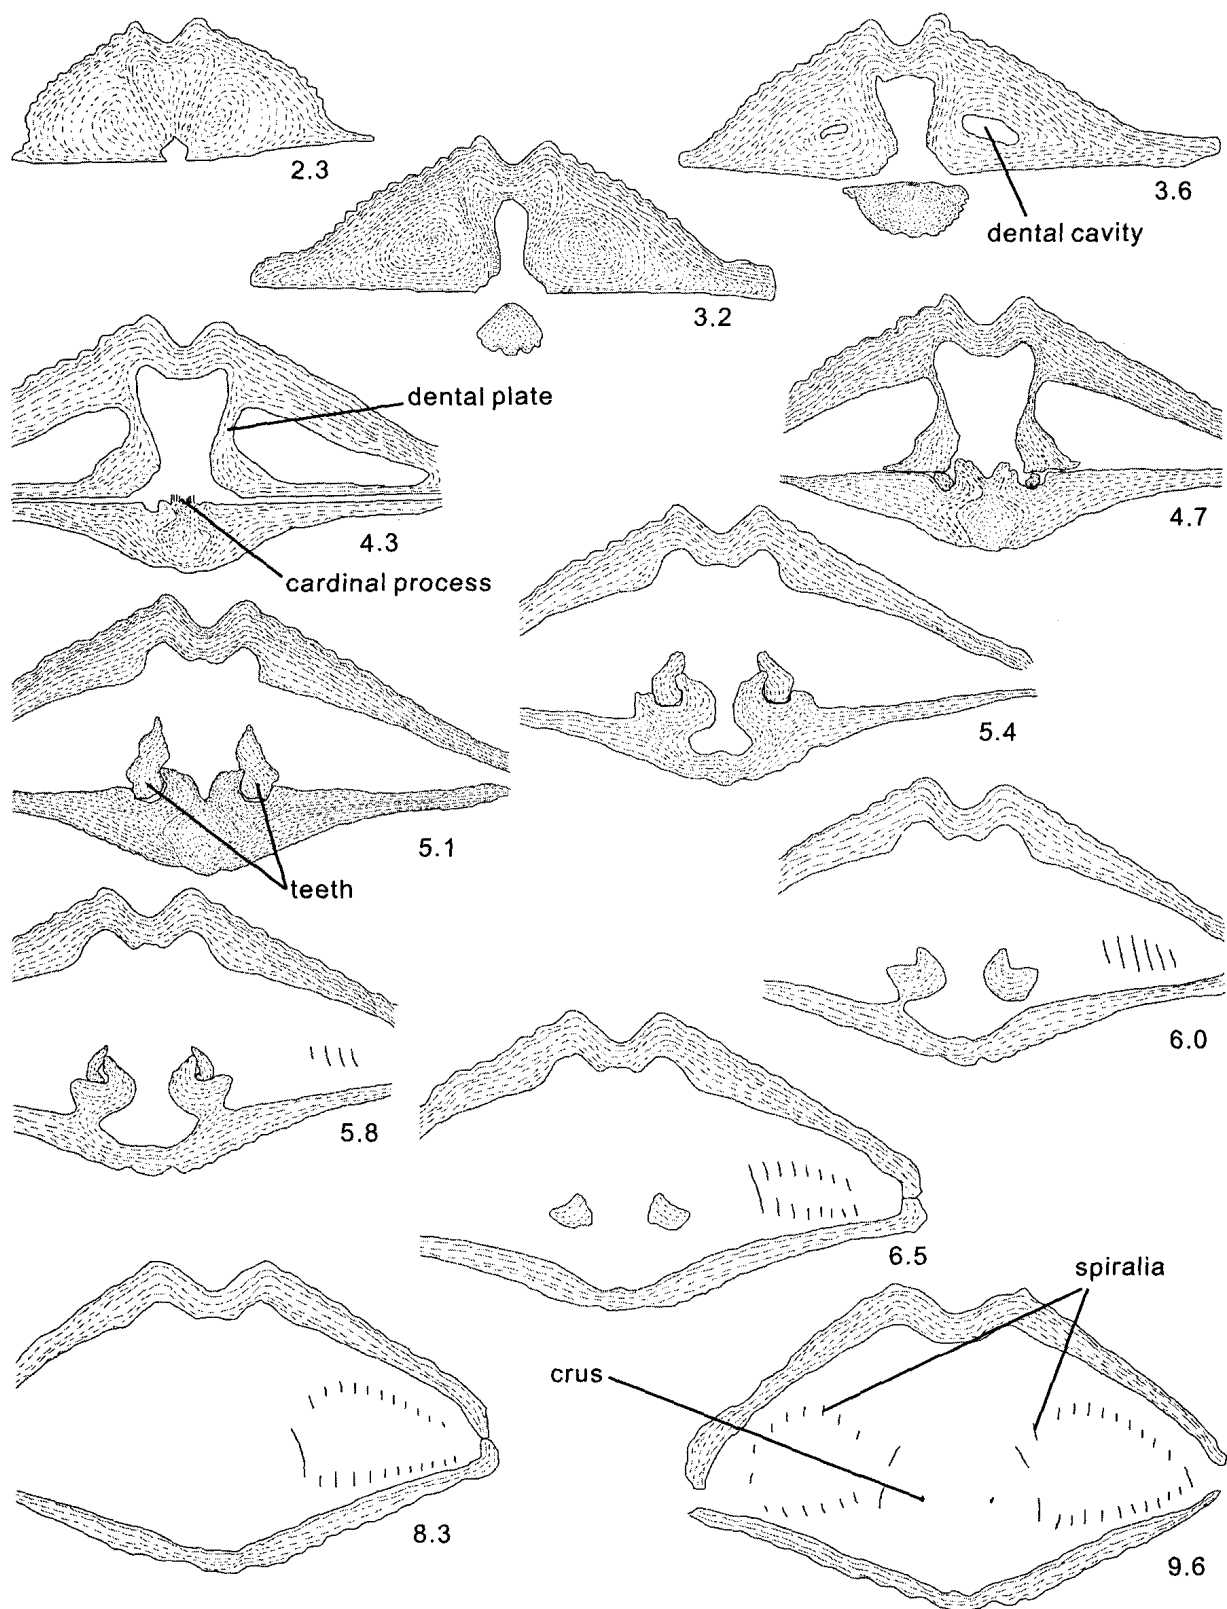 2.3
3.6
dental cavity
3.2
dental plate
4.3
cardinal process
4.7
5.4
5.1
teeth
6.0
5.8
6.5
spiralia
crus
8.3
9.6